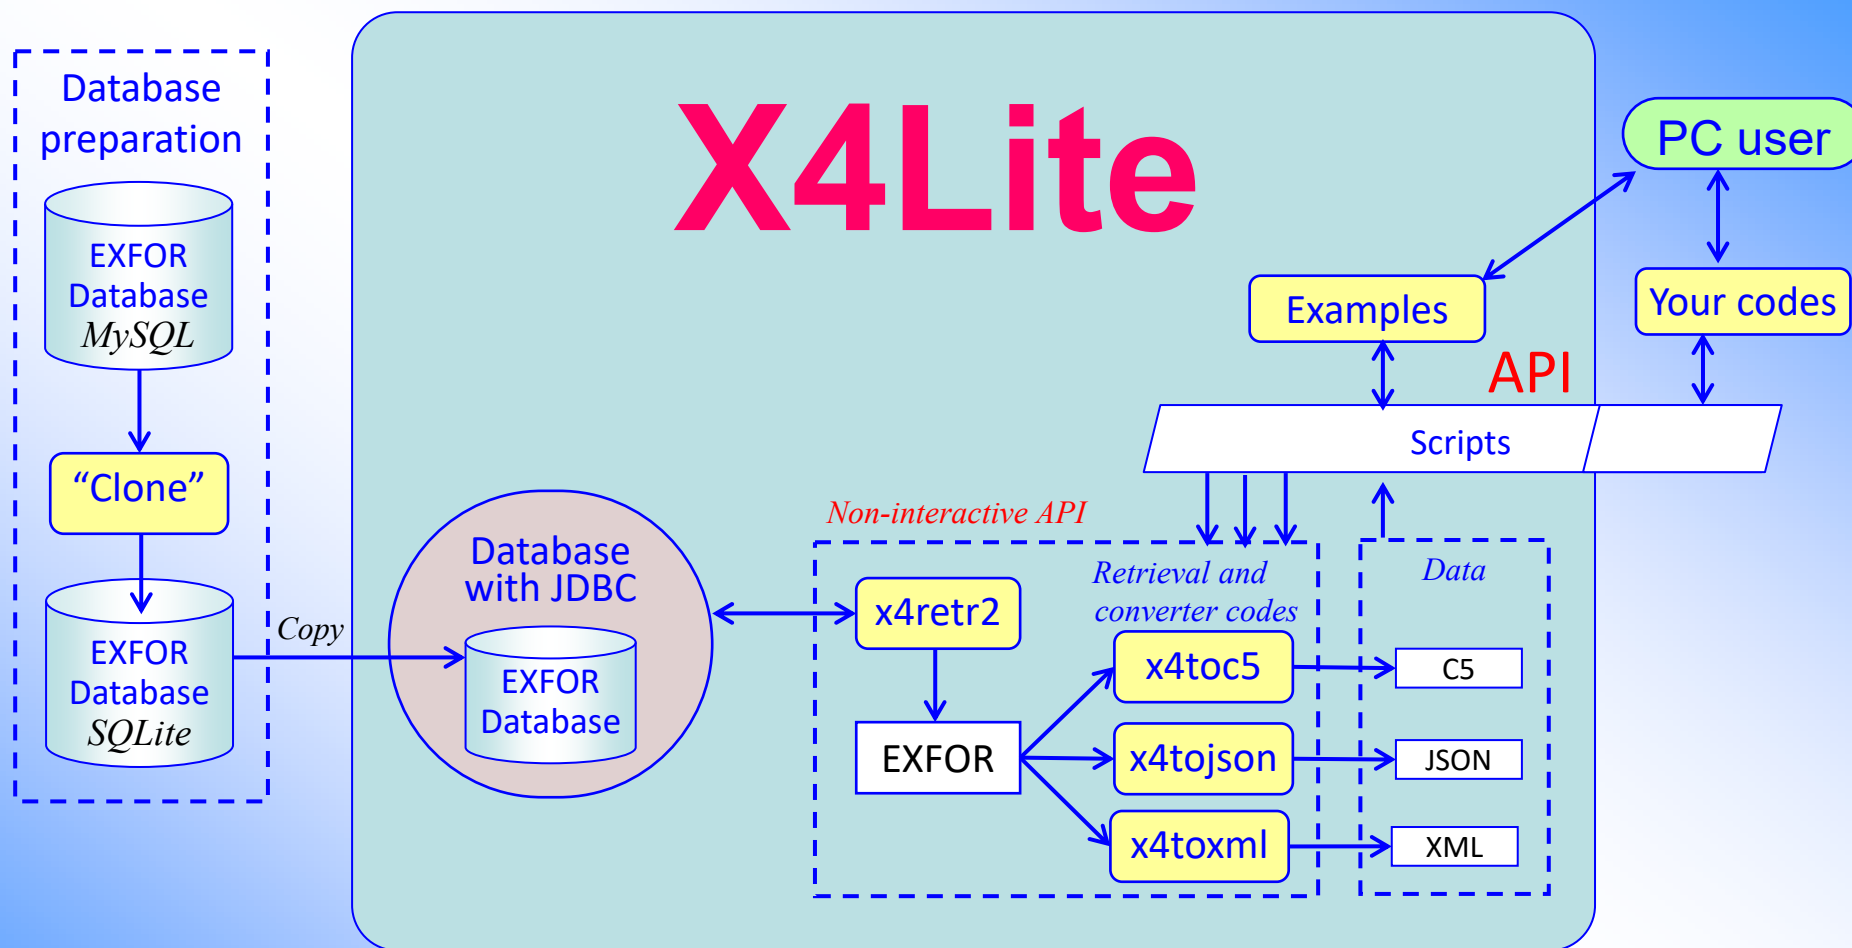 Database
preparation
EXFOR
Database
MySQL
“Clone”
EXFOR
Database
SQLite
Copy
X4Lite
Database
with JDBC
EXFOR
Database
Non-interactive API
x4retr2
EXFOR
Retrieval and
converter codes
x4toc5
x4tojson
x4toxml
Data
C5
JSON
XML
Scripts
API
Examples
PC user
Your codes